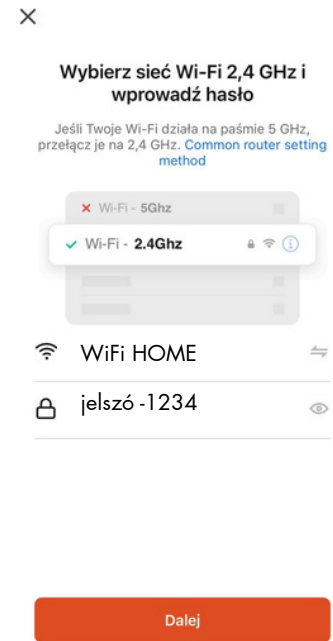 Wybierz sieć Wi-Fi 2,4 GHz i
wprowadź hasło
Jeśli Twoje Wi-Fi działa na paśmie 5 GHz,
przełącz je na 2,4 GHz. Common router setting
method
Wi-Fi - 5Ghz
Wi-Fi - 2.4Ghz
WiFi HOME
jelszó -1234
Dalej